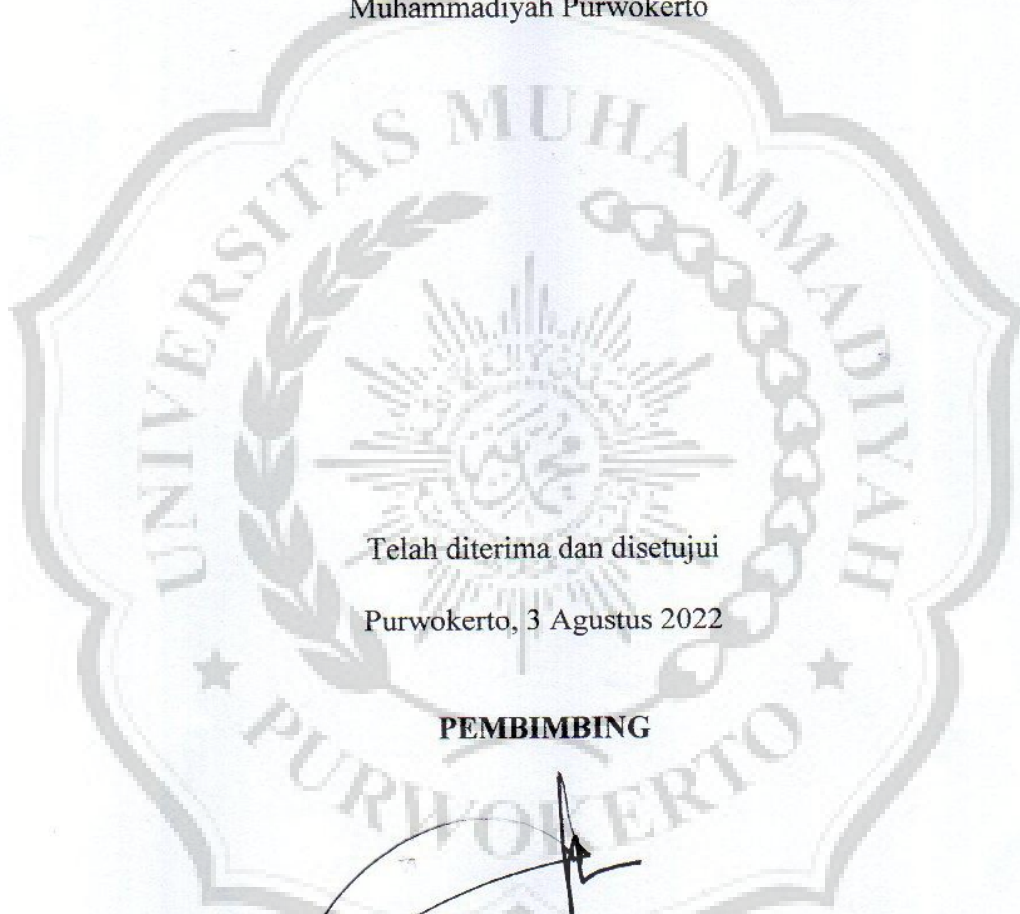 Muhammadiyah Purwokerto
UNIVERSITAS MUHAMMADIYAH
Telah diterima dan disetujui
Purwokerto, 3 Agustus 2022
PEMBIMBING
PURWOKERTO